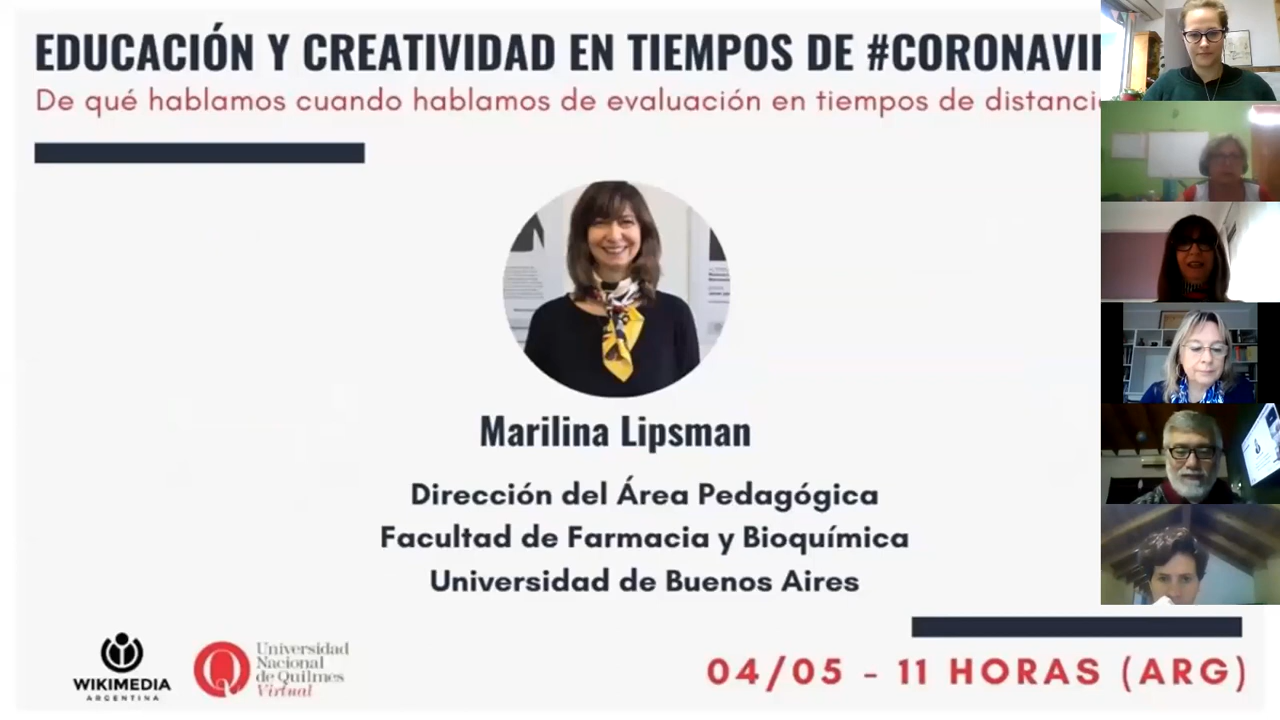 EDUCACIÓN Y CREATIVIDAD EN TIEMPOS DE #CORONAVI
De qué hablamos cuando hablamos de evaluación en tiempos de distanci
Marilina Lipsman
Dirección del Área Pedagógica
Facultad de Farmacia y Bioquímica
Universidad de Buenos Aires
WIKIMEDIA
ARGENTINA
Universidad
Nacional
de Quilmes
Virtual
04/05 - 11 HORAS (ARG)